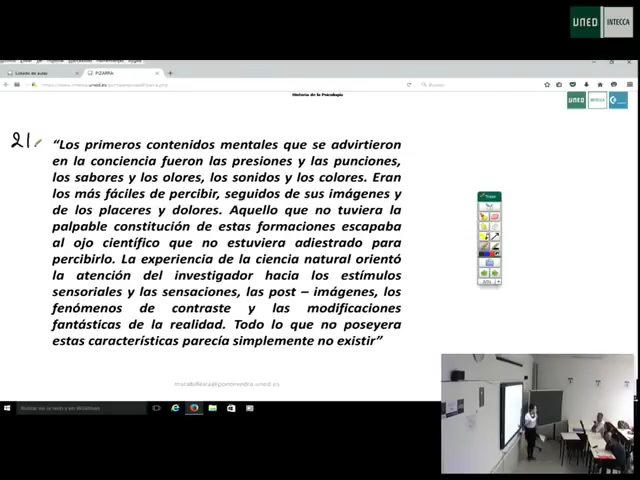 UNED INTECCA
Listado de aulas
PIZARRA
Buscar
Historia de la Psicología
UNED INTECCA
21.
"Los primeros contenidos mentales que se advirtieron
en la conciencia fueron las presiones y las punciones,
los sabores y los olores, los sonidos y los colores. Eran
los más fáciles de percibir, seguidos de sus imágenes y
de los placeres y dolores. Aquello que no tuviera la
palpable constitución de estas formaciones escapaba
al ojo científico que no estuviera adiestrado para
percibirlo. La experiencia de la ciencia natural orientó
la atención del investigador hacia los estímulos
sensoriales y las sensaciones, las post – imágenes, los
fenómenos de contraste y las modificaciones
fantásticas de la realidad. Todo lo que no poseyera
estas características parecía simplemente no existir"